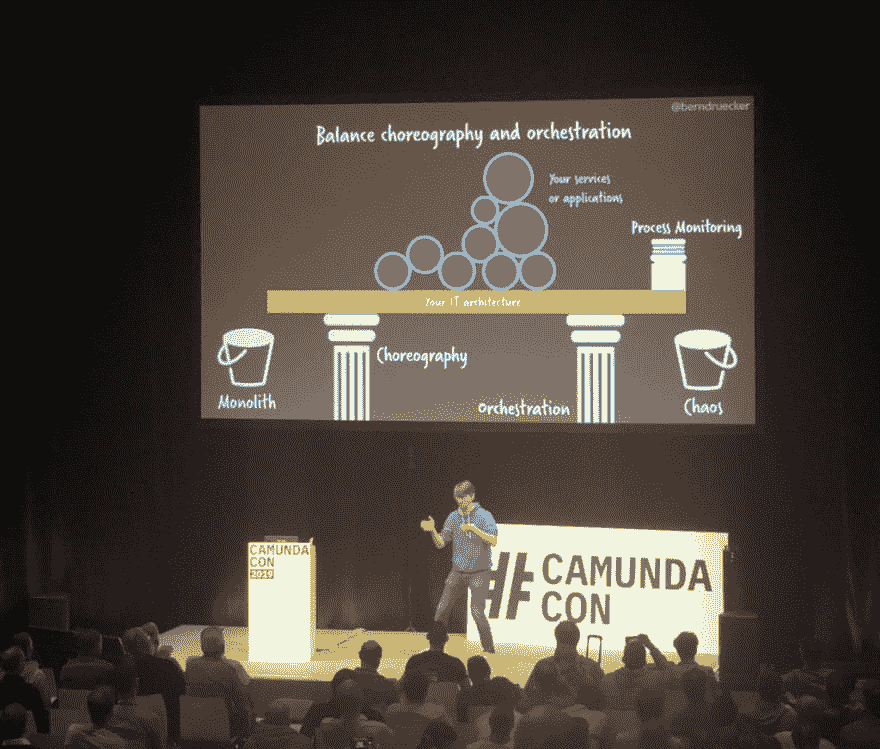 @berndruecker
Balance choreography and orchestration
Your services
or applications
Process Monitoring
Your IT architecture
Choreography
Monolith
Orchestration
Chaos
CAMUNDA
CON
2019
# CAMUNDA
CON